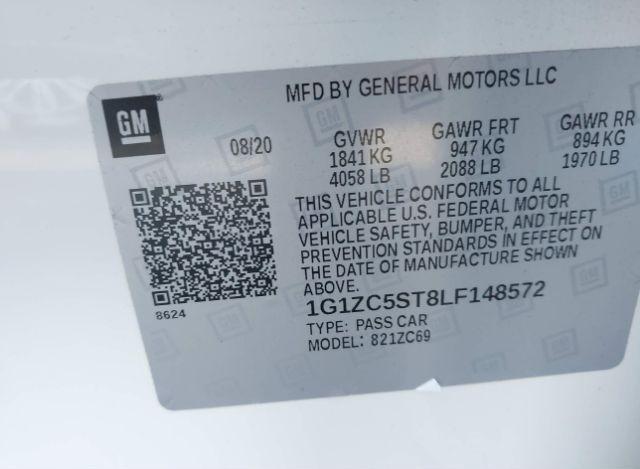 MFD BY GENERAL MOTORS LLC
GM
08/20
GVWR GAWR FRT GAWR RR
1841 KG 947 KG 894 KG
4058 LB 2088 LB 1970 LB
THIS VEHICLE CONFORMS TO ALL
APPLICABLE U.S. FEDERAL MOTOR
VEHICLE SAFETY, BUMPER, AND THEFT
PREVENTION STANDARDS IN EFFECT ON
THE DATE OF MANUFACTURE SHOWN
ABOVE.
8624
1G1ZC5ST8LF148572
TYPE: PASS CAR
MODEL: 821ZC69